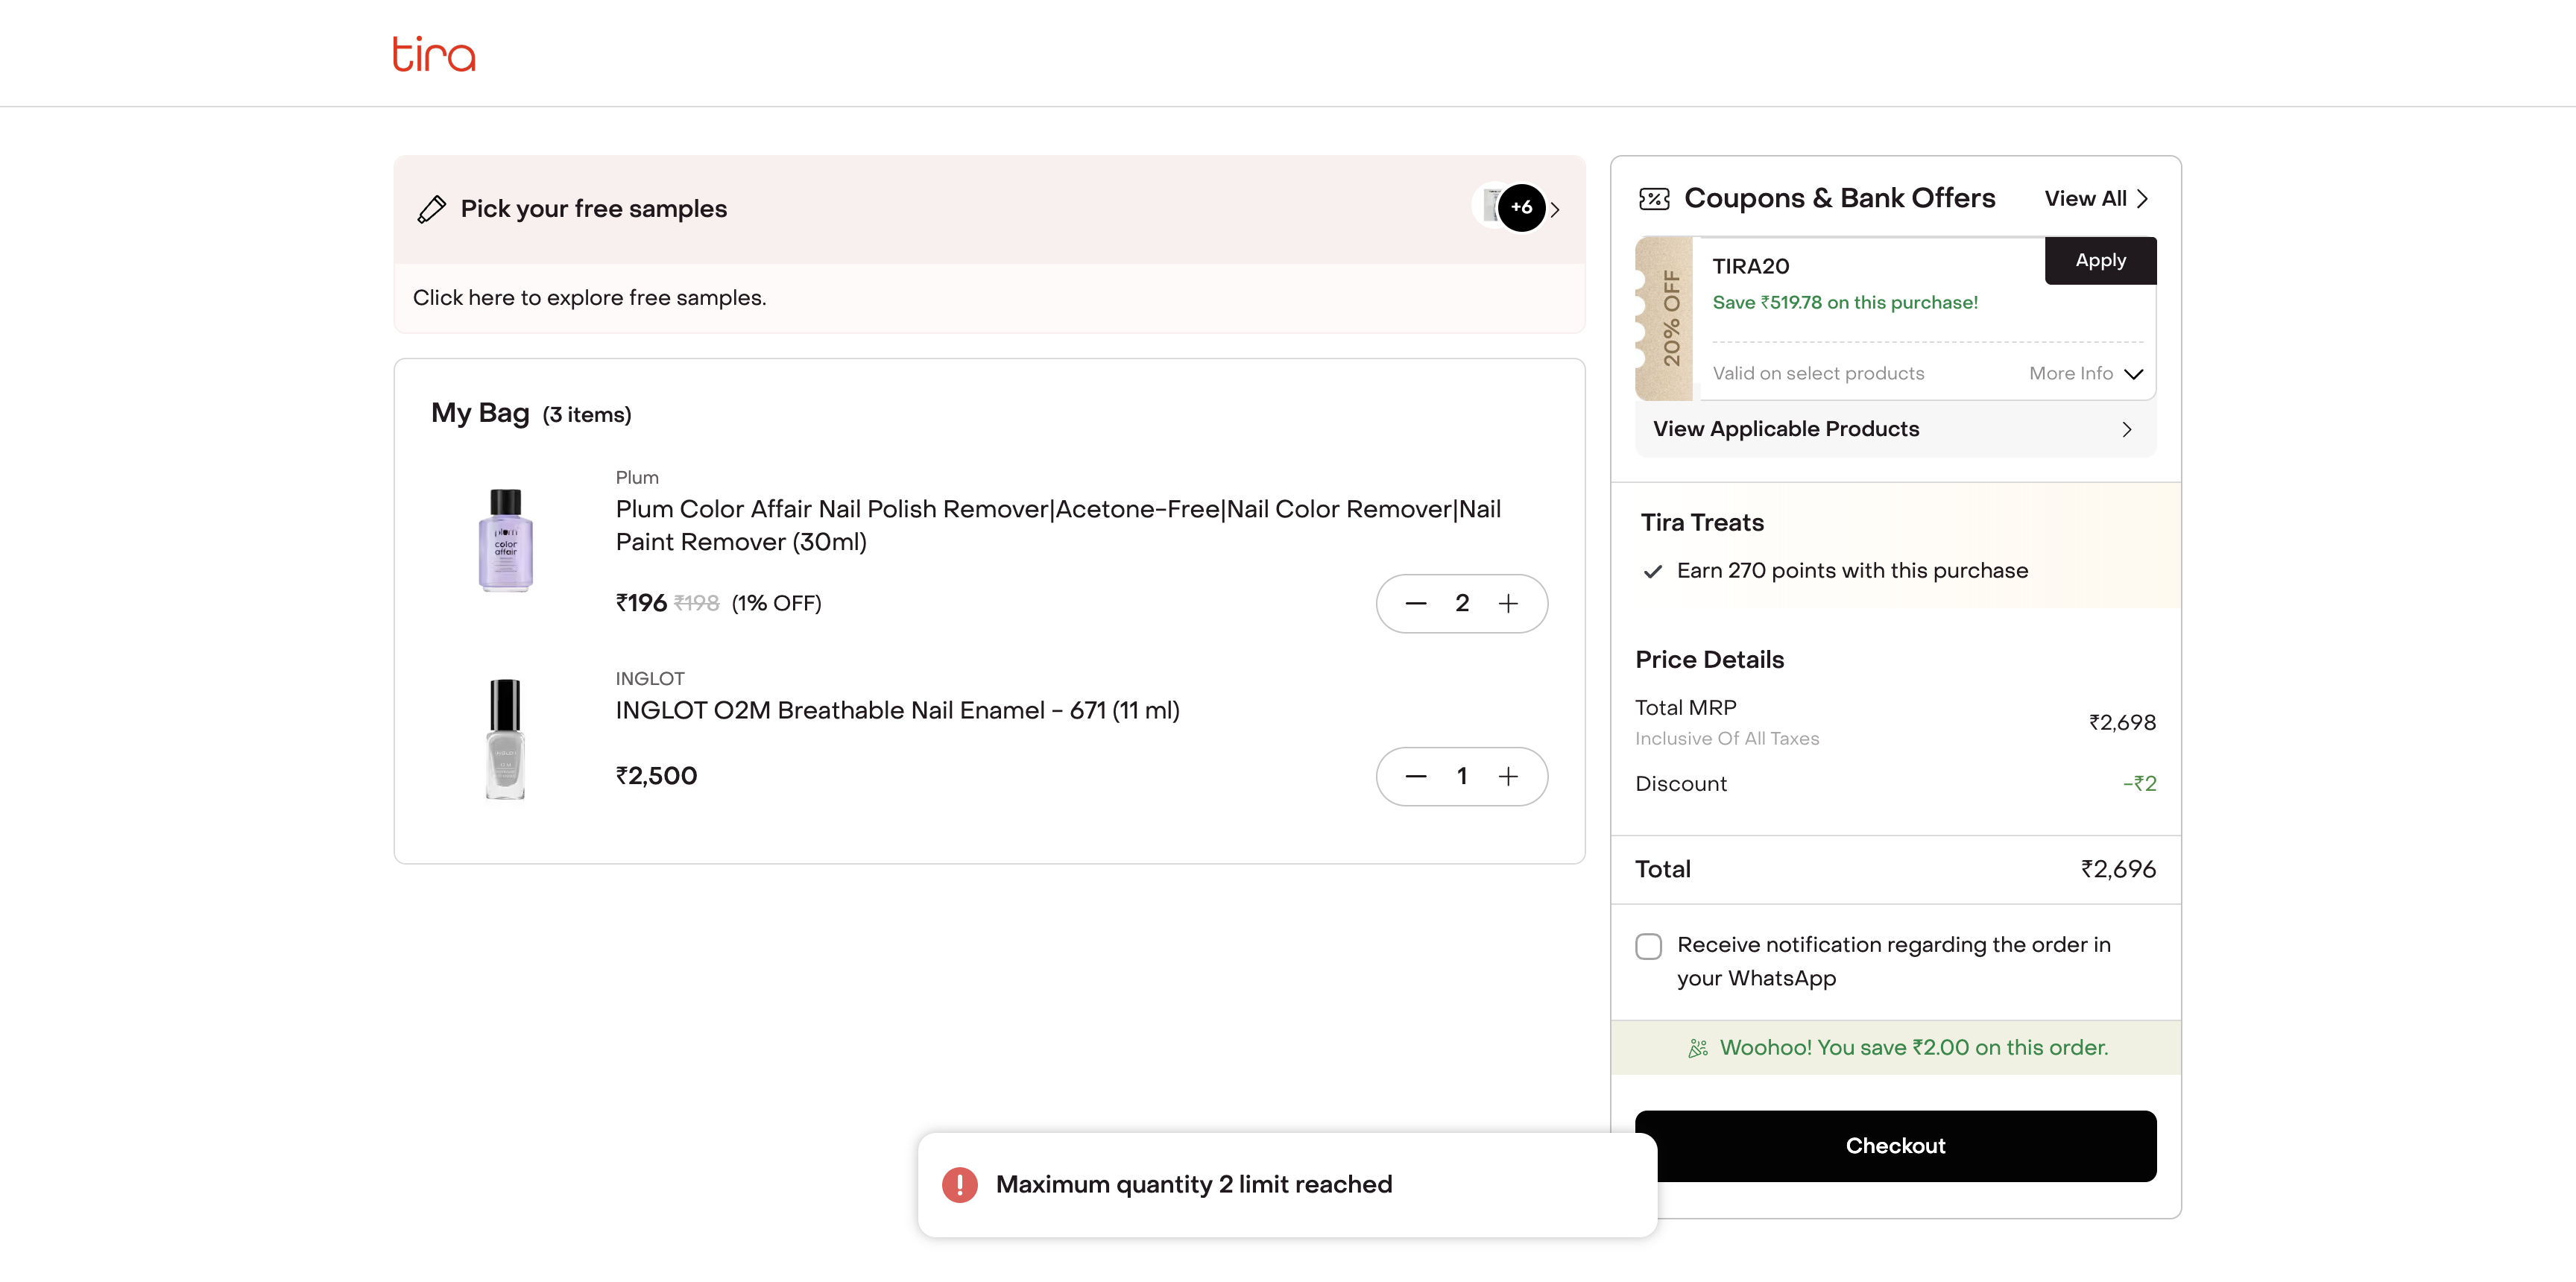 tira
Pick your free samples
+6
Click here to explore free samples.
My Bag (3 items)
Plum
Plum Color Affair Nail Polish Remover|Acetone-Free|Nail Color Remover|Nail
Paint Remover (30ml)
₹196 ₹198 (1% OFF)
2
plum
color
affair
INGLOT
INGLOT O2M Breathable Nail Enamel - 671 (11 ml)
₹2,500
1
Coupons & Bank Offers
View All
20% OFF
TIRA20
Apply
Save ₹519.78 on this purchase!
Valid on select products
More Info
View Applicable Products
Tira Treats
Earn 270 points with this purchase
Price Details
Total MRP
₹2,698
Inclusive Of All Taxes
Discount
-₹2
Total
₹2,696
Receive notification regarding the order in
your WhatsApp
Woohoo! You save ₹2.00 on this order.
Checkout
Maximum quantity 2 limit reached